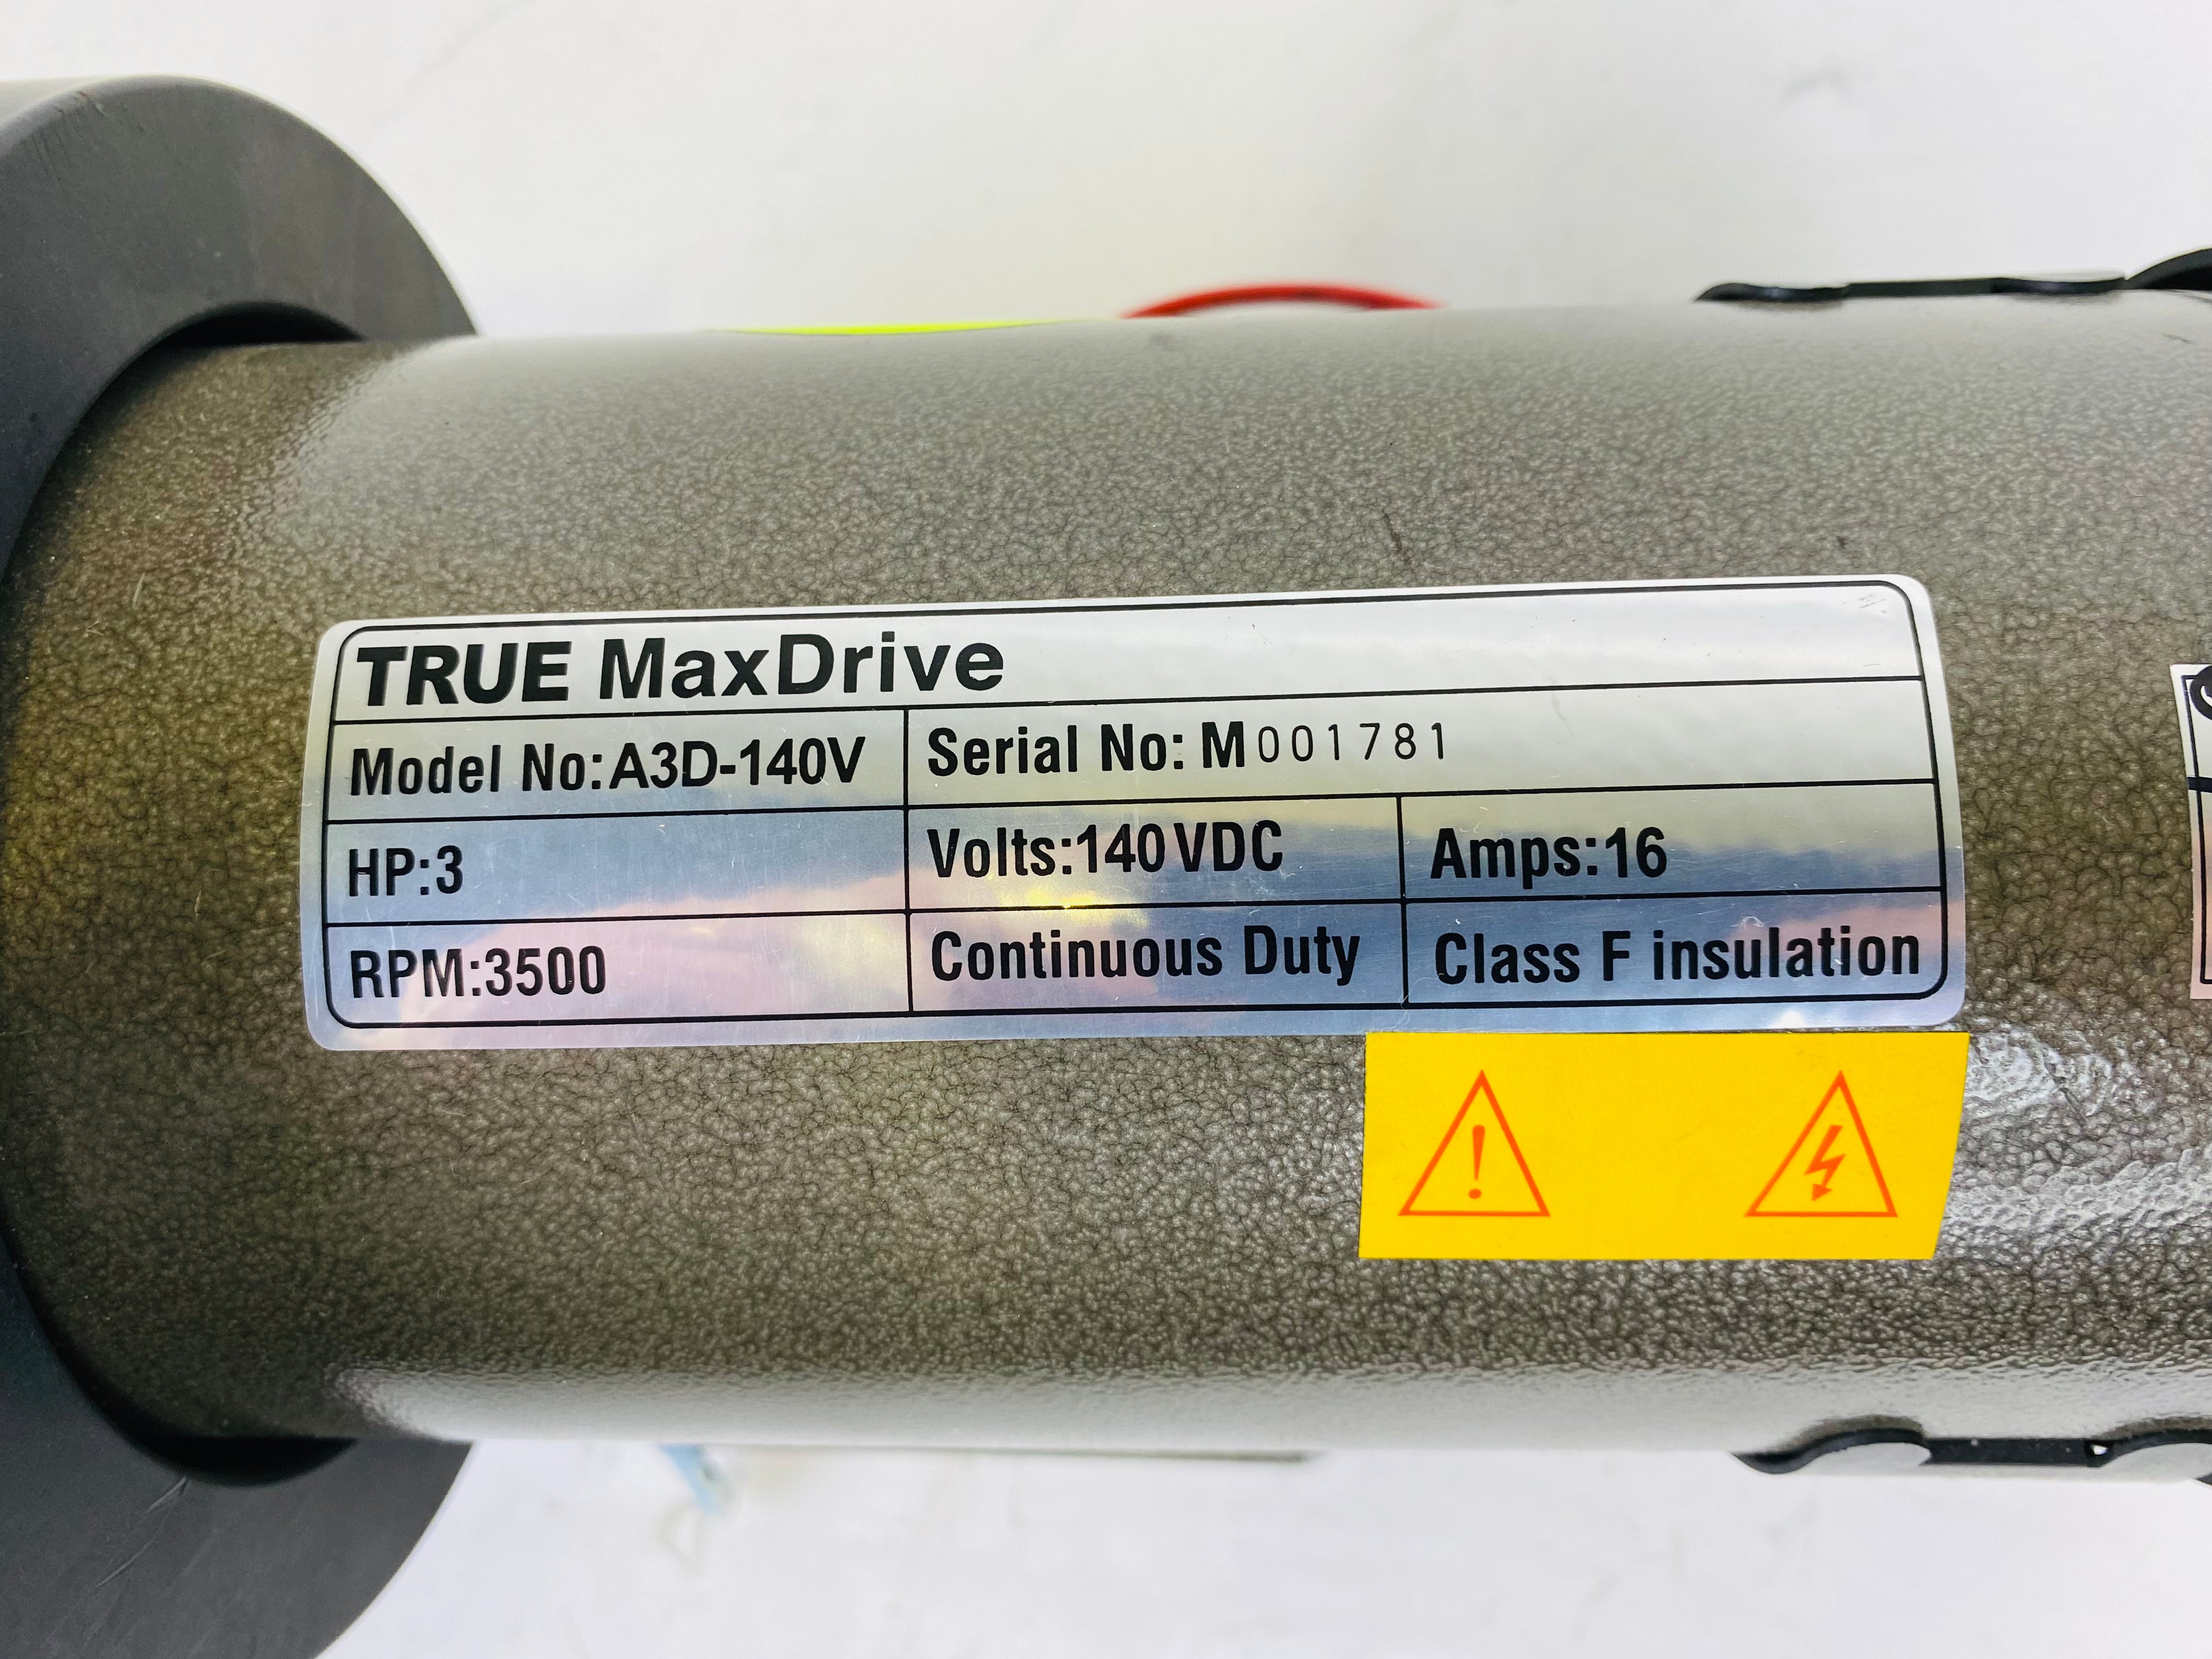 TRUE MaxDrive
Model No:A3D-140V
Serial No: M001781
HP:3
Volts:140VDC
Amps:16
RPM:3500
Continuous Duty
Class F insulation